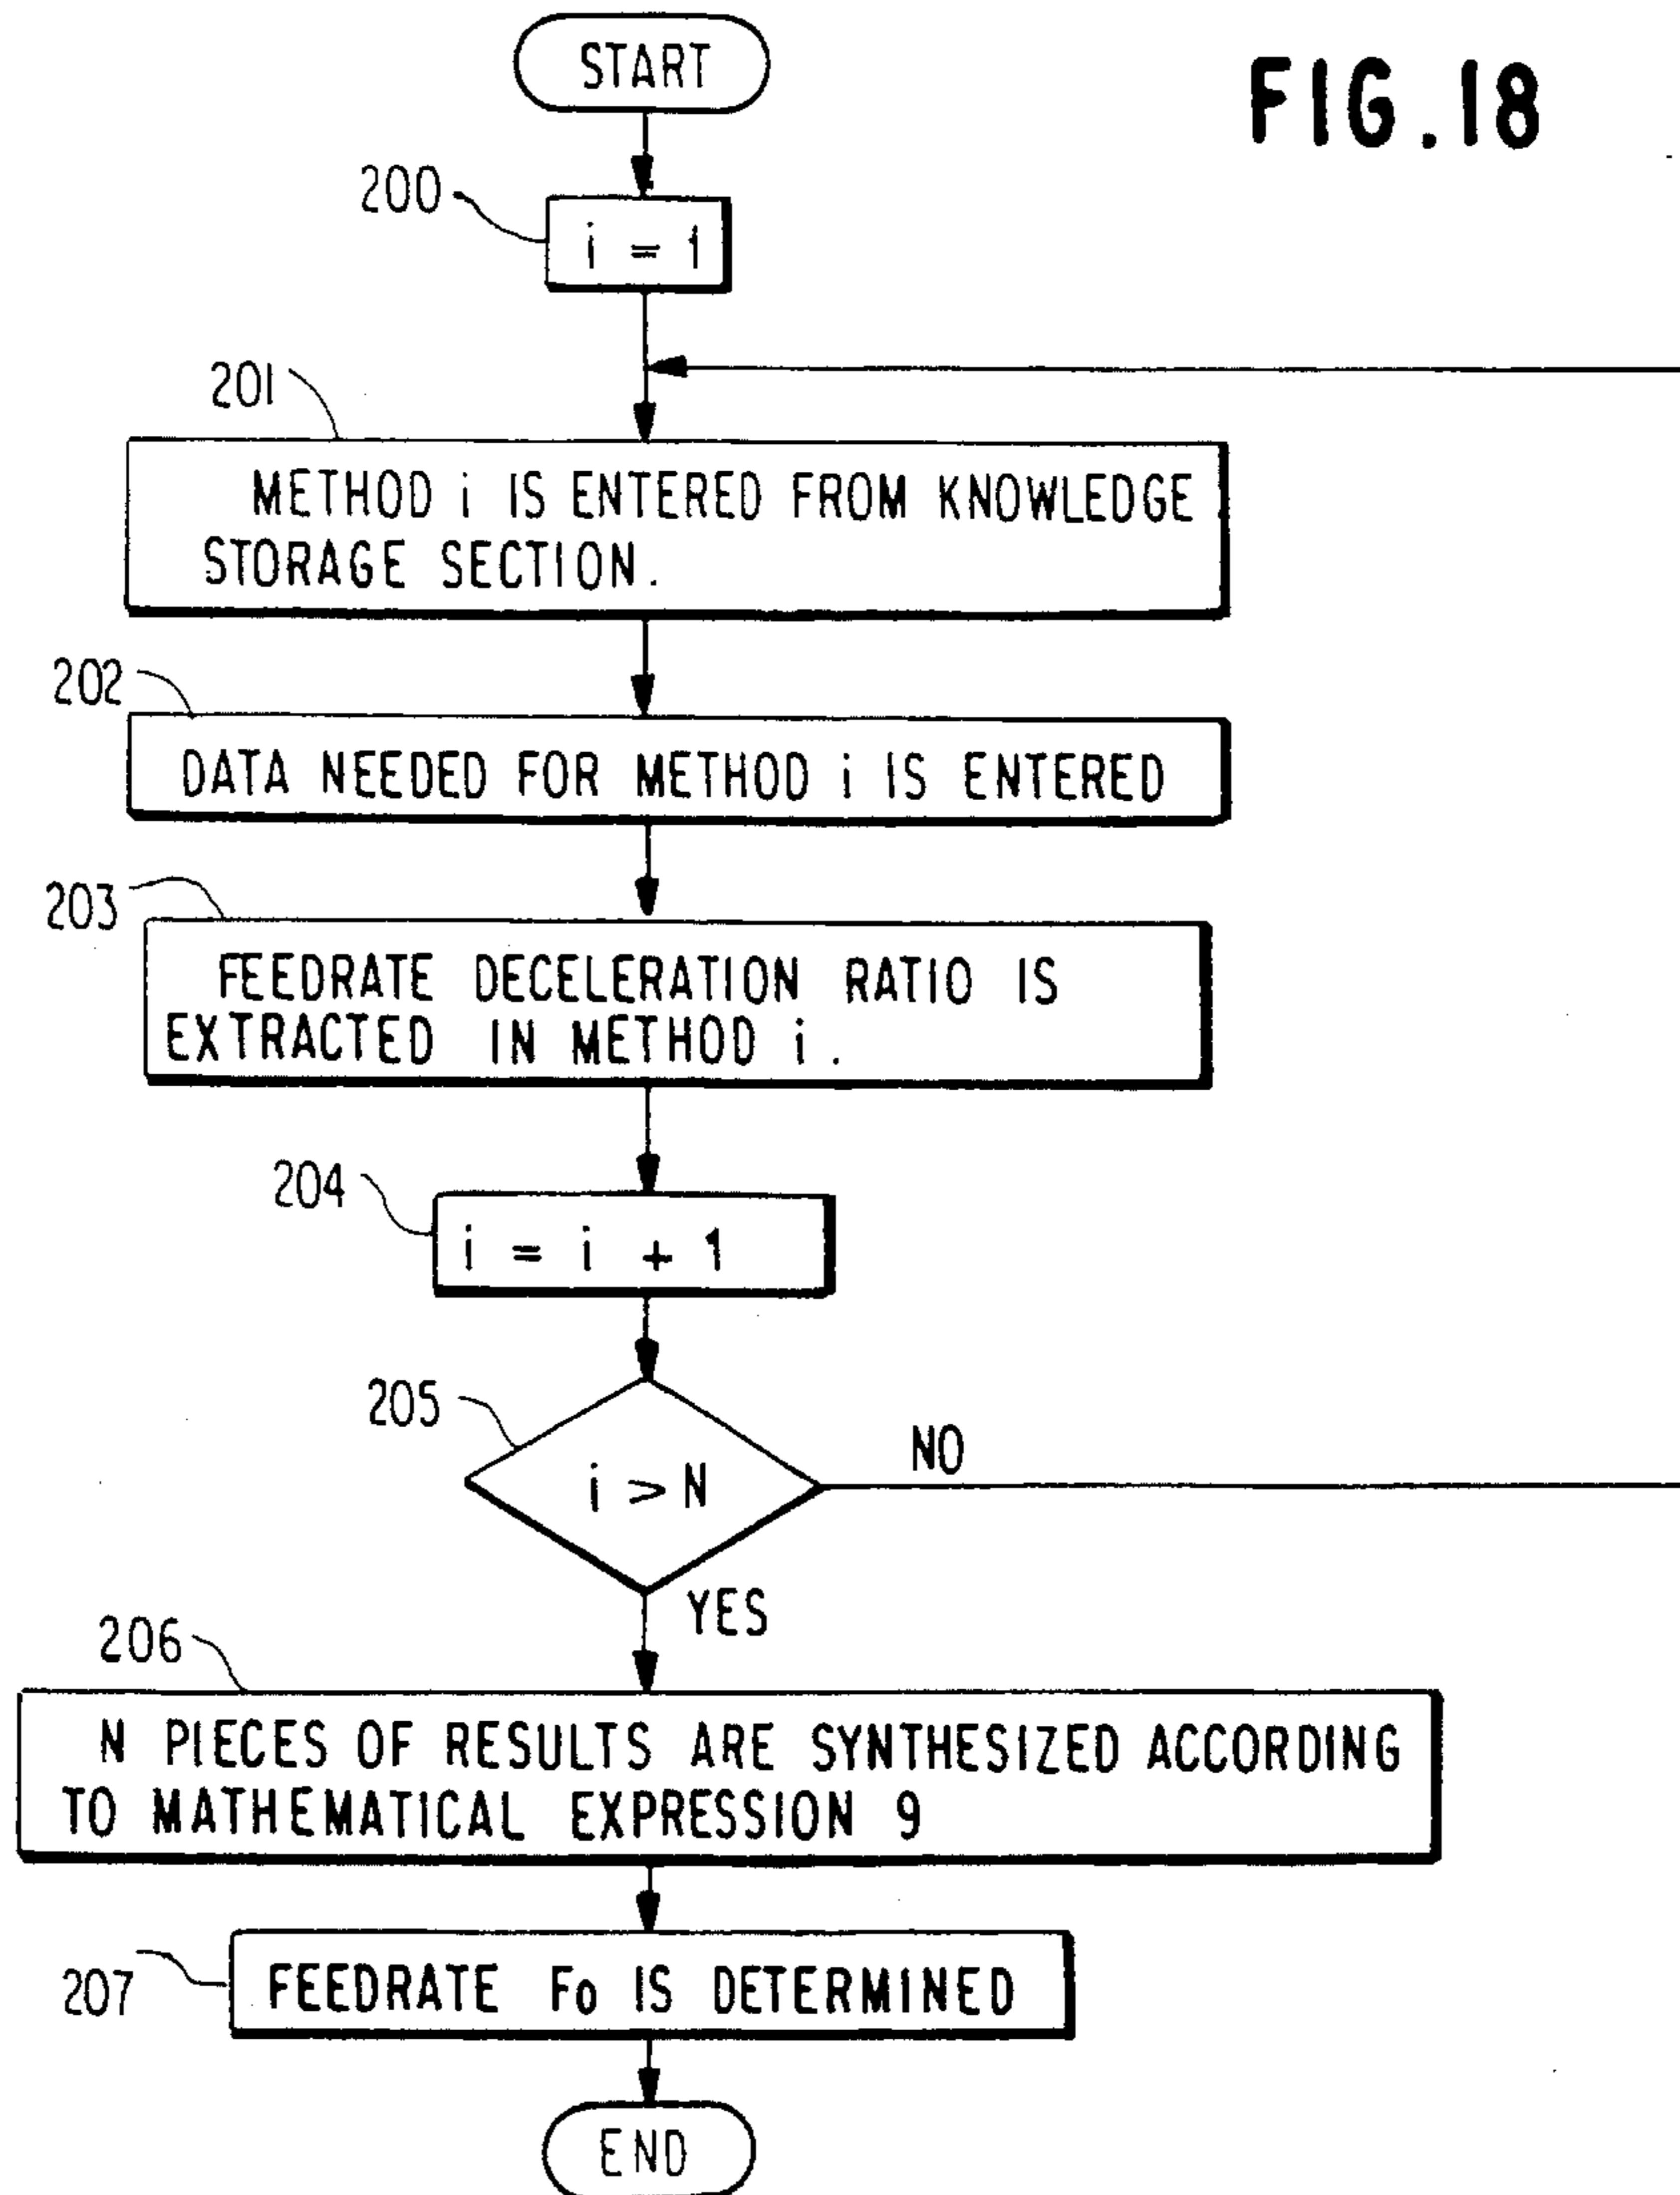 START
FIG.18
200
i = 1
201
METHOD i IS ENTERED FROM KNOWLEDGE
STORAGE SECTION.
202
DATA NEEDED FOR METHOD i IS ENTERED
203
FEEDRATE DECELERATION RATIO IS
EXTRACTED IN METHOD i.
204
i = i + 1
205
i > N
NO
YES
206
N PIECES OF RESULTS ARE SYNTHESIZED ACCORDING
TO MATHEMATICAL EXPRESSION 9
207
FEEDRATE Fo IS DETERMINED
END